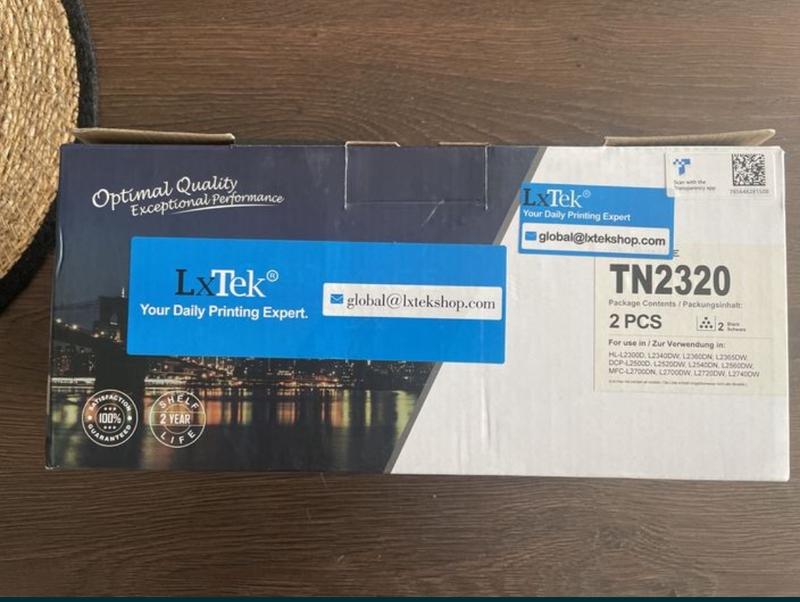 Optimal Quality
Exceptional Performance
LxTek®
Your Daily Printing Expert.
global@lxtekshop.com
SATISFACTION
100%
GUARANTEED
SHELF
2 YEAR
LIFE
Scan with the
Transparency app
LxTek®
Your Daily Printing Expert
global@lxtekshop.com
TN2320
Package Contents / Packungsinhalt:
2 PCS
2 Black
Schwarz
For use in / Zur Verwendung in:
HL-L2300D, L2340DW, L2360DN, L2365DW,
DCP-L2500D, L2520DW, L2540DN, L2560DW,
MFC-L2700DN, L2700DW, L2720DW, L2740DW